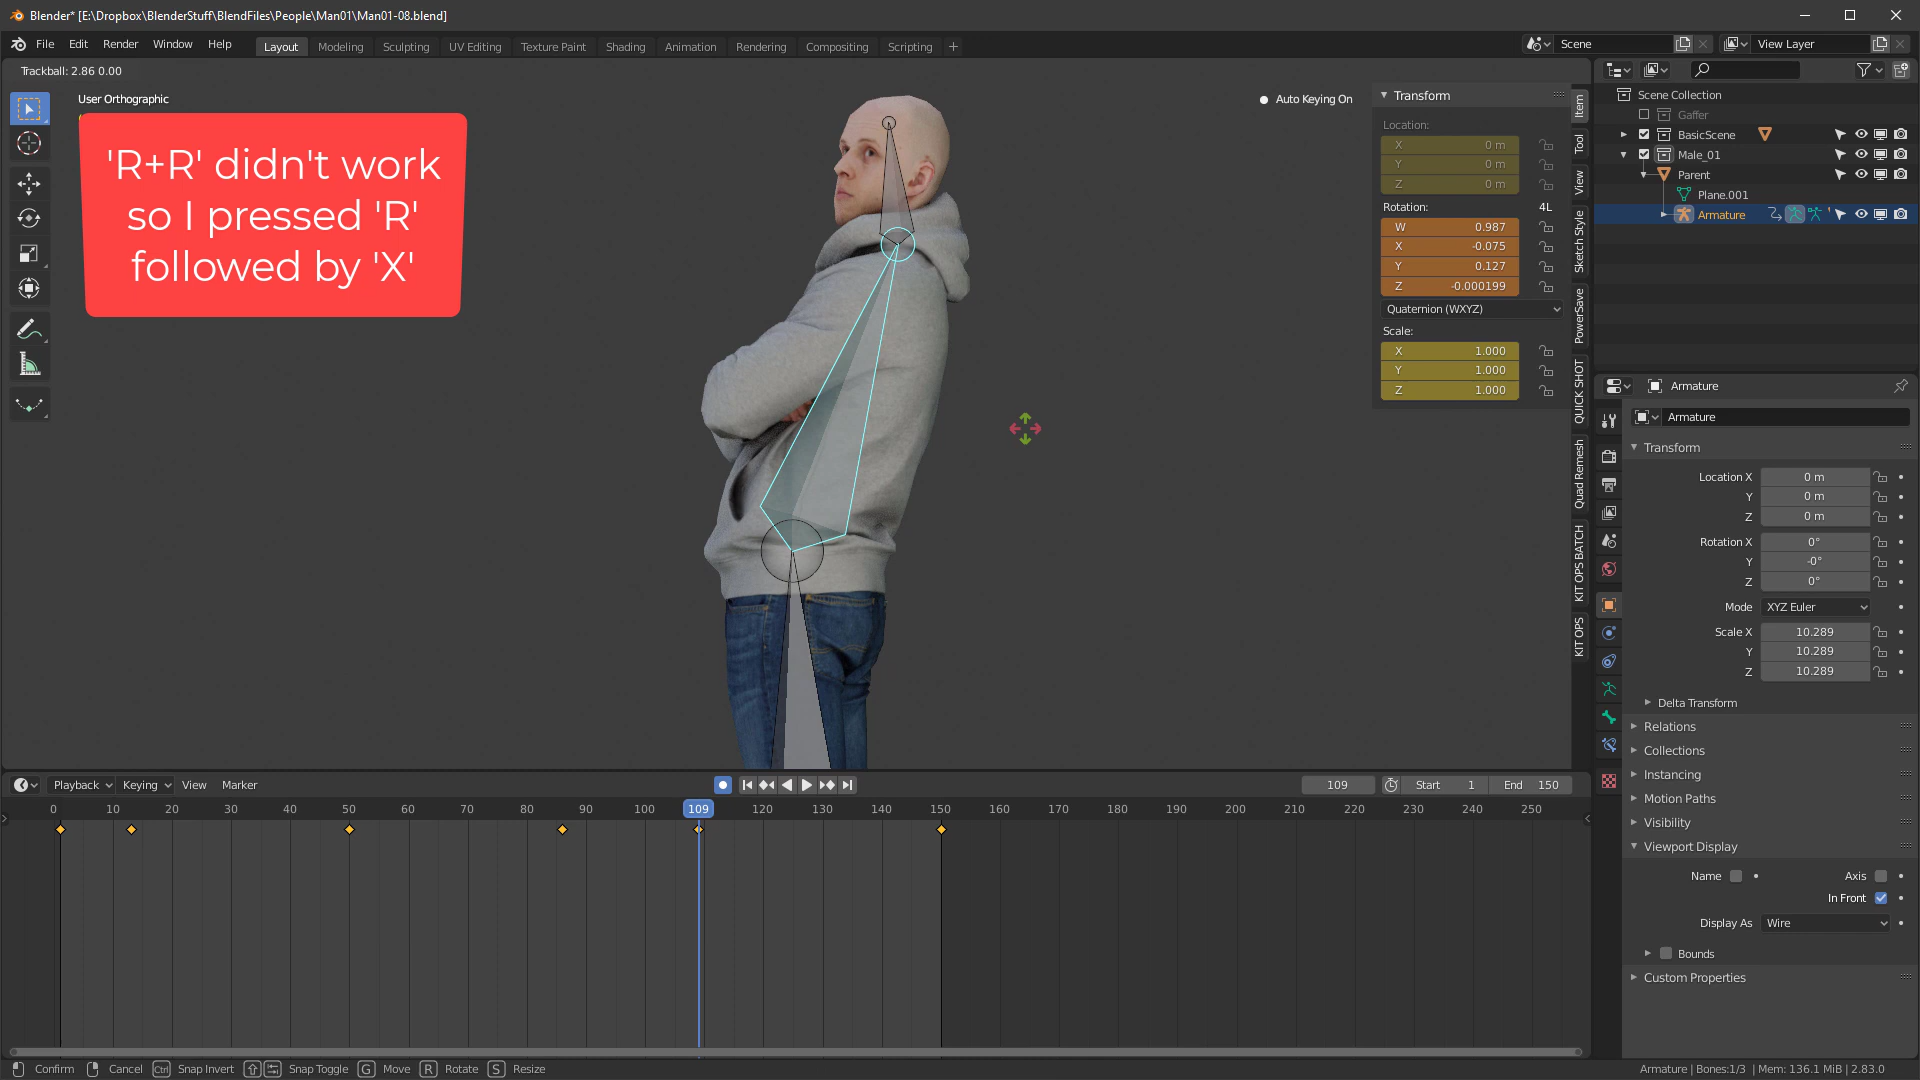 Blender* [E:\Dropbox\BlenderStuff\BlendFiles\People\Man01\Man01-08.blend]
File Edit Render Window Help Layout Modeling Sculpting UV Editing Texture Paint Shading Animation Rendering Compositing Scripting + Scene View Layer
Trackball: 2.86 0.00
User Orthographic
Auto Keying On
'R+R' didn't work
so I pressed 'R'
followed by 'X'
Transform
Location:
X 0 m
Y 0 m
Z 0 m
Rotation: 4L
W 0.987
X -0.075
Y 0.127
Z -0.000199
Quaternion (WXYZ)
Scale:
X 1.000
Y 1.000
Z 1.000
Item
Tool
View
Sketch Style
PowerSave
QUICK SHOT
Quad Remesh
KIT OPS BATCH
KIT OPS
Scene Collection
Gaffer
BasicScene
Male_01
Parent
Plane.001
Armature
Armature
Armature
Transform
Location X 0 m
Y 0 m
Z 0 m
Rotation X 0°
Y -0°
Z 0°
Mode XYZ Euler
Scale X 10.289
Y 10.289
Z 10.289
Delta Transform
Relations
Collections
Instancing
Motion Paths
Visibility
Viewport Display
Name Axis
In Front
Display As Wire
Bounds
Custom Properties
Playback Keying View Marker 109 Start 1 End 150
0 10 20 30 40 50 60 70 80 90 100 109 120 130 140 150 160 170 180 190 200 210 220 230 240 250
Confirm Cancel Ctrl Snap Invert Snap Toggle G Move R Rotate S Resize
Armature | Bones:1/3 | Mem: 136.1 MiB | 2.83.0